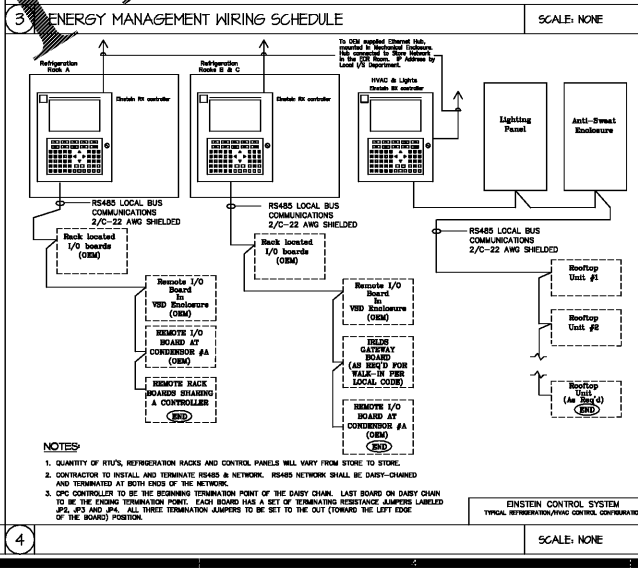 3 ENERGY MANAGEMENT WIRING SCHEDULE
SCALE: NONE
To OEM supplied Ethernet Hub,
mounted in Mechanical Enclosure.
Hub connected to Store Network
in the EDR Room. IP Address by
Local I/S Department.
Refrigeration
Rack A
Einstein RX controller
Refrigeration
Racks B & C
Einstein RX controller
HVAC & Lights
Einstein BX controller
Lighting
Panel
Anti-Sweat
Enclosure
RS485 LOCAL BUS
COMMUNICATIONS
2/C-22 AWG SHIELDED
RS485 LOCAL BUS
COMMUNICATIONS
2/C-22 AWG SHIELDED
RS485 LOCAL BUS
COMMUNICATIONS
2/C-22 AWG SHIELDED
Rack located
I/O boards
(OEM)
Remote I/O
Board
In
VSD Enclosure
(OEM)
REMOTE I/O
BOARD AT
CONDENSOR #A
(OEM)
REMOTE RACK
BOARDS SHARING
A CONTROLLER
END
Rack located
I/O boards
(OEM)
Remote I/O
Board
In
VSD Enclosure
(OEM)
IRLDS
GATEWAY
BOARD
(AS REQ'D FOR
WALK-IN PER
LOCAL CODE)
REMOTE I/O
BOARD AT
CONDENSOR #A
(OEM)
END
Rooftop
Unit #1
Rooftop
Unit #2
Rooftop
Unit
(As Req'd)
END
NOTES:
1. QUANTITY OF RTU'S, REFRIGERATION RACKS AND CONTROL PANELS WILL VARY FROM STORE TO STORE.
2. CONTRACTOR TO INSTALL AND TERMINATE RS485 & NETWORK. RS485 NETWORK SHALL BE DAISY-CHAINED
AND TERMINATED AT BOTH ENDS OF THE NETWORK.
3. CPC CONTROLLER TO BE THE BEGINNING TERMINATION POINT OF THE DAISY CHAIN. LAST BOARD ON DAISY CHAIN
TO BE THE ENDING TERMINATION POINT. EACH BOARD HAS A SET OF TERMINATING RESISTANCE JUMPERS LABELED
JP2, JP3 AND JP4. ALL THREE TERMINATION JUMPERS TO BE SET TO THE OUT (TOWARD THE LEFT EDGE
OF THE BOARD) POSITION.
EINSTEIN CONTROL SYSTEM
TYPICAL REFRIGERATION/HVAC CONTROL CONFIGURATIO
4
SCALE: NONE